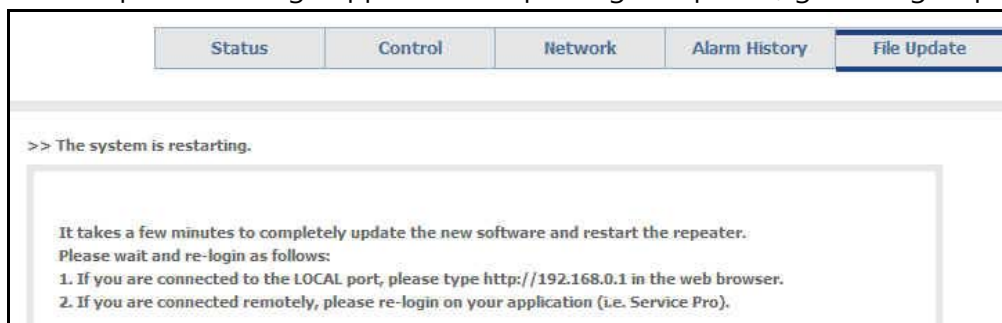 Status Control Network Alarm History File Update
>> The system is restarting.
It takes a few minutes to completely update the new software and restart the repeater.
Please wait and re-login as follows:
1. If you are connected to the LOCAL port, please type http://192.168.0.1 in the web browser.
2. If you are connected remotely, please re-login on your application (i.e. Service Pro).